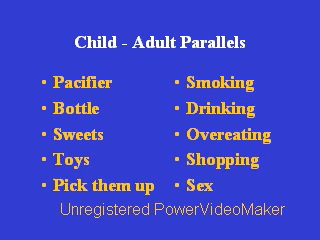 Child - Adult Parallels
• Pacifier
• Bottle
• Sweets
• Toys
• Pick them up
• Smoking
• Drinking
• Overeating
• Shopping
• Sex
Unregistered PowerVideoMaker